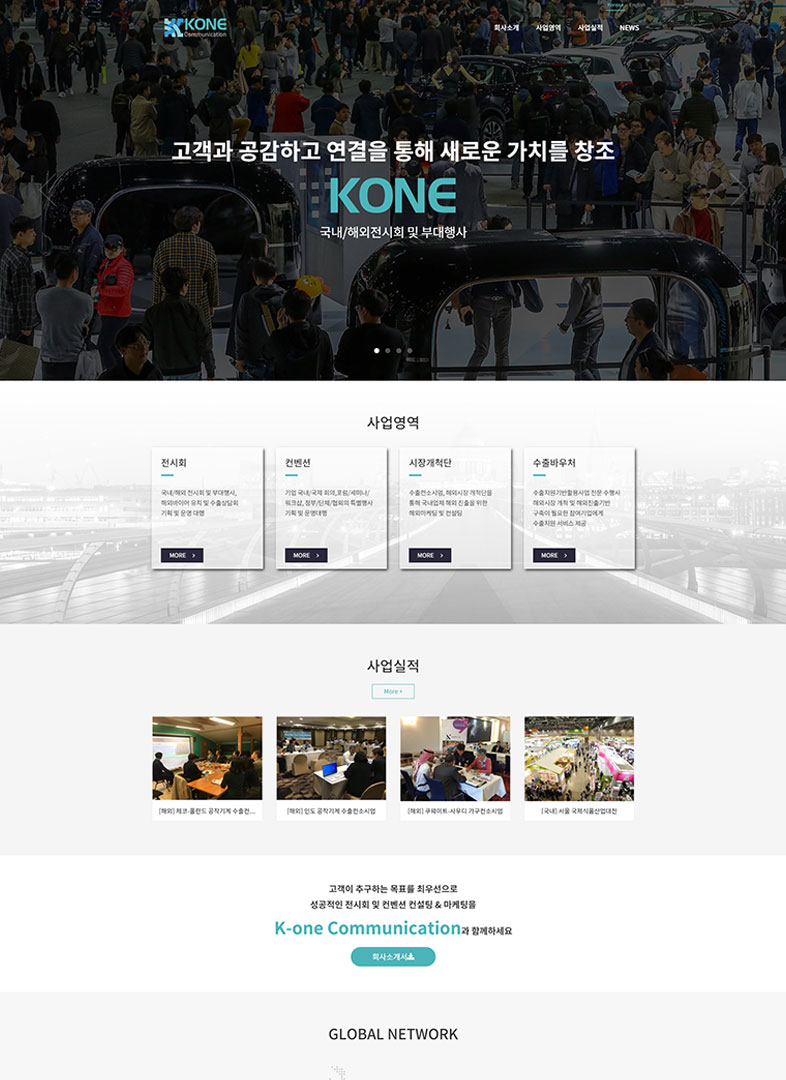 Korean English
KONE
Communication
회사소개 사업영역 사업실적 NEWS
고객과 공감하고 연결을 통해 새로운 가치를 창조
KONE
국내/해외전시회 및 부대행사
사업영역
전시회
국내/해외 전시회 및 부대행사,
해외바이어 유치 및 수출상담회
기획 및 운영 대행
MORE >
컨벤션
기업 국내/국제 회의,포럼/세미나/
워크샵, 정부/단체/협회의 특별행사
기획 및 운영대행
MORE >
시장개척단
수출컨소시엄, 해외시장 개척단을
통해 국내업체 해외 진출을 위한
해외마케팅 및 컨설팅
MORE >
수출바우처
수출지원기반활용사업 전문 수행사
해외시장 개척 및 해외진출기반
구축이 필요한 참여기업에게
수출지원 서비스 제공
MORE >
사업실적
More +
[해외] 체코-폴란드 공작기계 수출컨...
[해외] 인도 공작기계 수출컨소시엄
[해외] 쿠웨이트-사우디 가구컨소시엄
[국내] 서울 국제식품산업대전
고객이 추구하는 목표를 최우선으로
성공적인 전시회 및 컨벤션 컨설팅 & 마케팅을
K-one Communication과 함께하세요
회사소개서
GLOBAL NETWORK